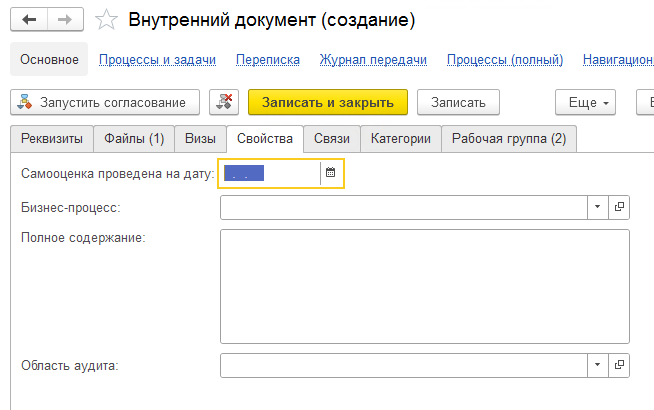 Внутренний документ (создание)
Основное Процессы и задачи Переписка Журнал передачи Процессы (полный) Навигацион
Запустить согласование Записать и закрыть Записать Еще
Реквизиты Файлы (1) Визы Свойства Связи Категории Рабочая группа (2)
Самооценка проведена на дату: . .
Бизнес-процесс:
Полное содержание:
Область аудита: